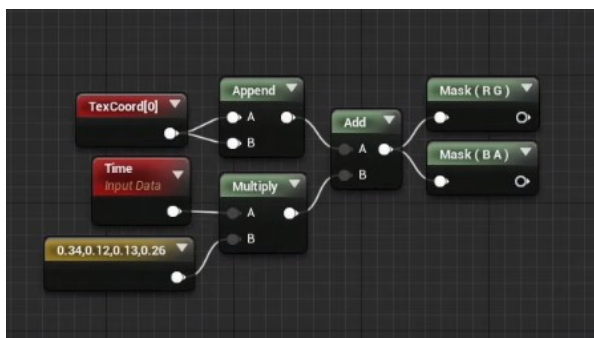 TexCoord[0]
Append
A
B
Time
Input Data
Multiply
A
B
0.34,0.12,0.13,0.26
Add
A
B
Mask ( R G )
Mask ( B A )